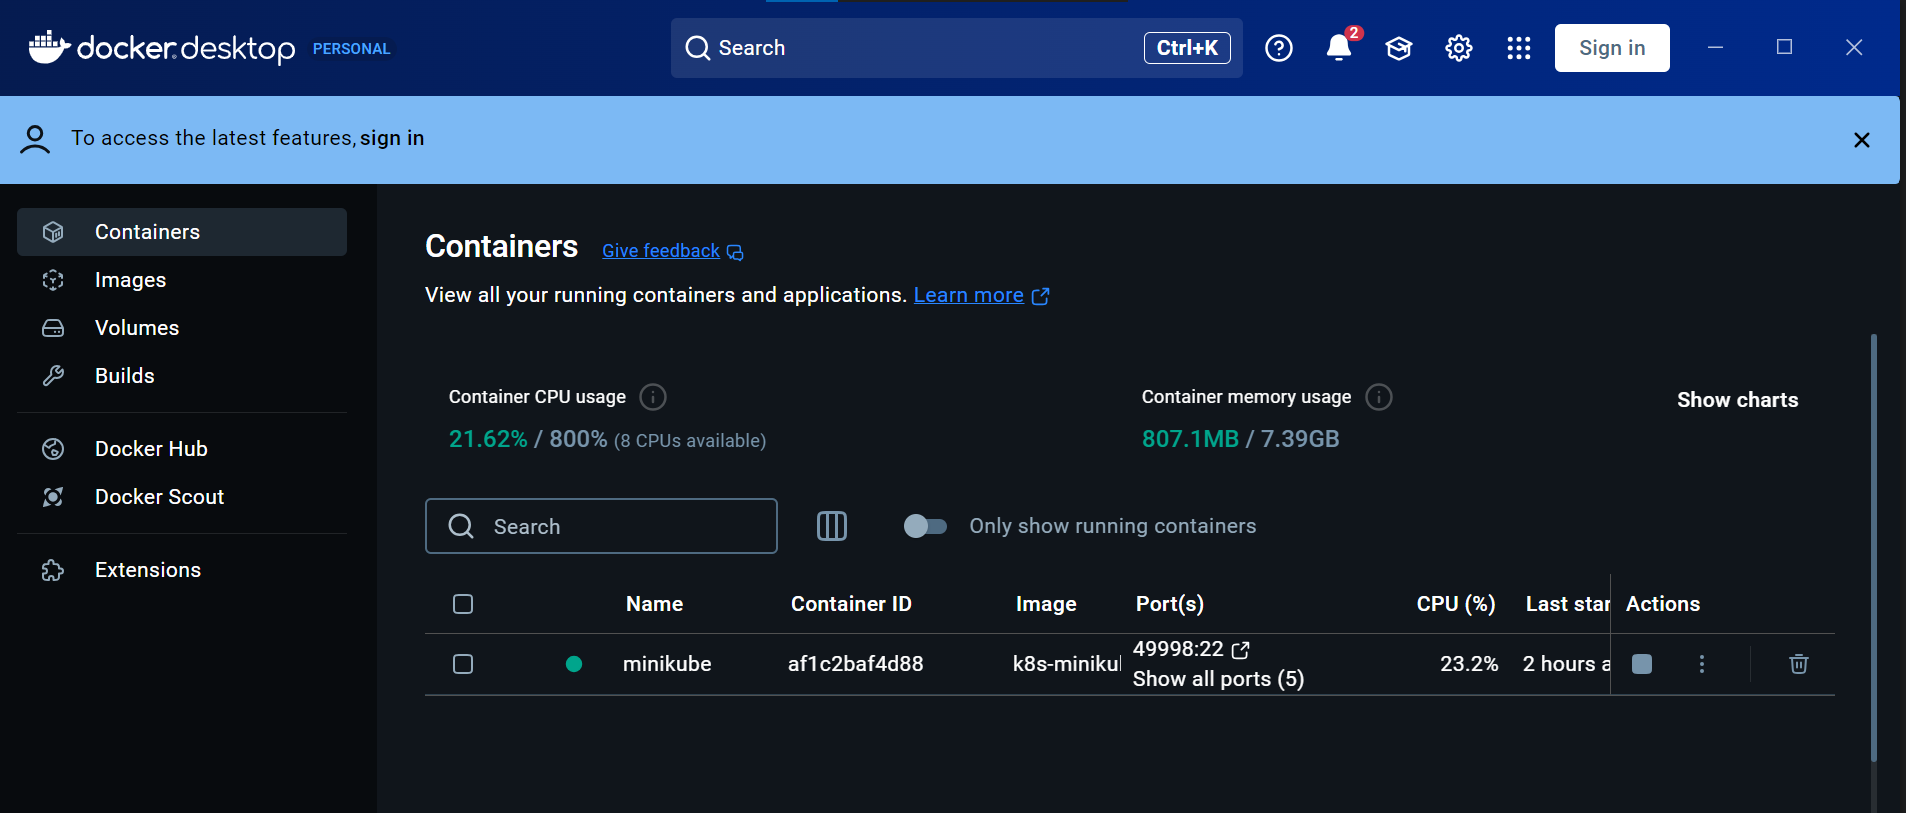 docker desktop PERSONAL
Search Ctrl+K
2
Sign in
To access the latest features, sign in
Containers
Images
Volumes
Builds
Docker Hub
Docker Scout
Extensions
Containers Give feedback
View all your running containers and applications. Learn more
Container CPU usage
21.62% / 800% (8 CPUs available)
Container memory usage
807.1MB / 7.39GB
Show charts
Search
Only show running containers
Name Container ID Image Port(s) CPU (%) Last star Actions
minikube af1c2baf4d88 k8s-miniku 49998:22 23.2% 2 hours a
Show all ports (5)